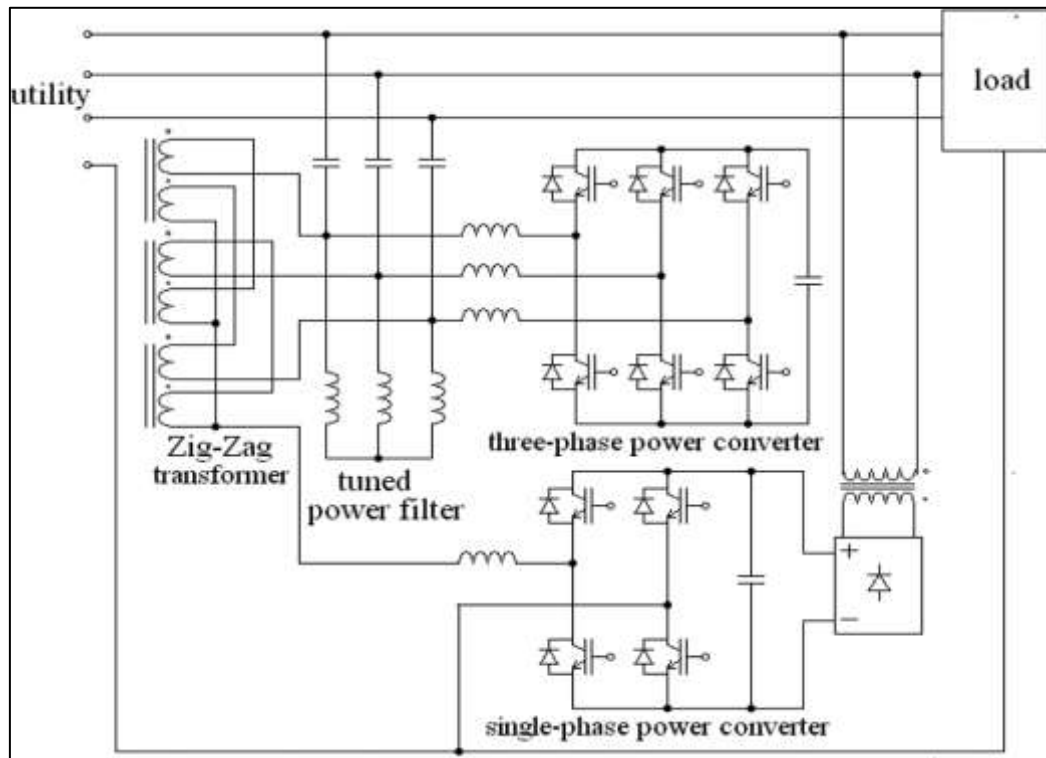 load
utility
three-phase power converter
Zig-Zag
transformer
tuned
power filter
+
−
single-phase power converter